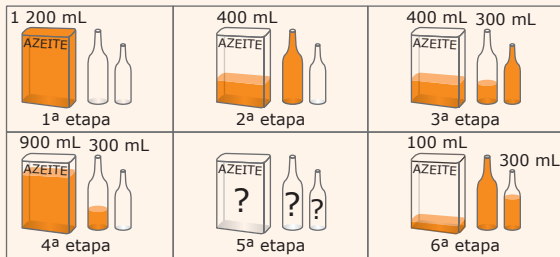 1 200 mL
AZEITE
1ª etapa
400 mL
AZEITE
2ª etapa
400 mL
300 mL
AZEITE
3ª etapa
900 mL
300 mL
AZEITE
4ª etapa
AZEITE
? ? ?
5ª etapa
100 mL
300 mL
AZEITE
6ª etapa